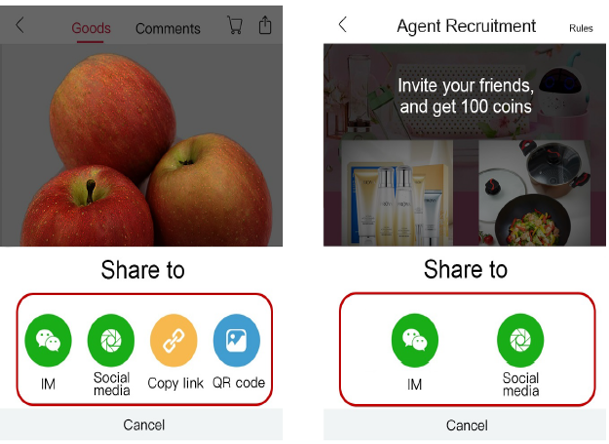 Goods
Comments
Share to
IM
Social
media
Copy link
QR code
Cancel
Agent Recruitment
Rules
Invite your friends,
and get 100 coins
Share to
IM
Social
media
Cancel